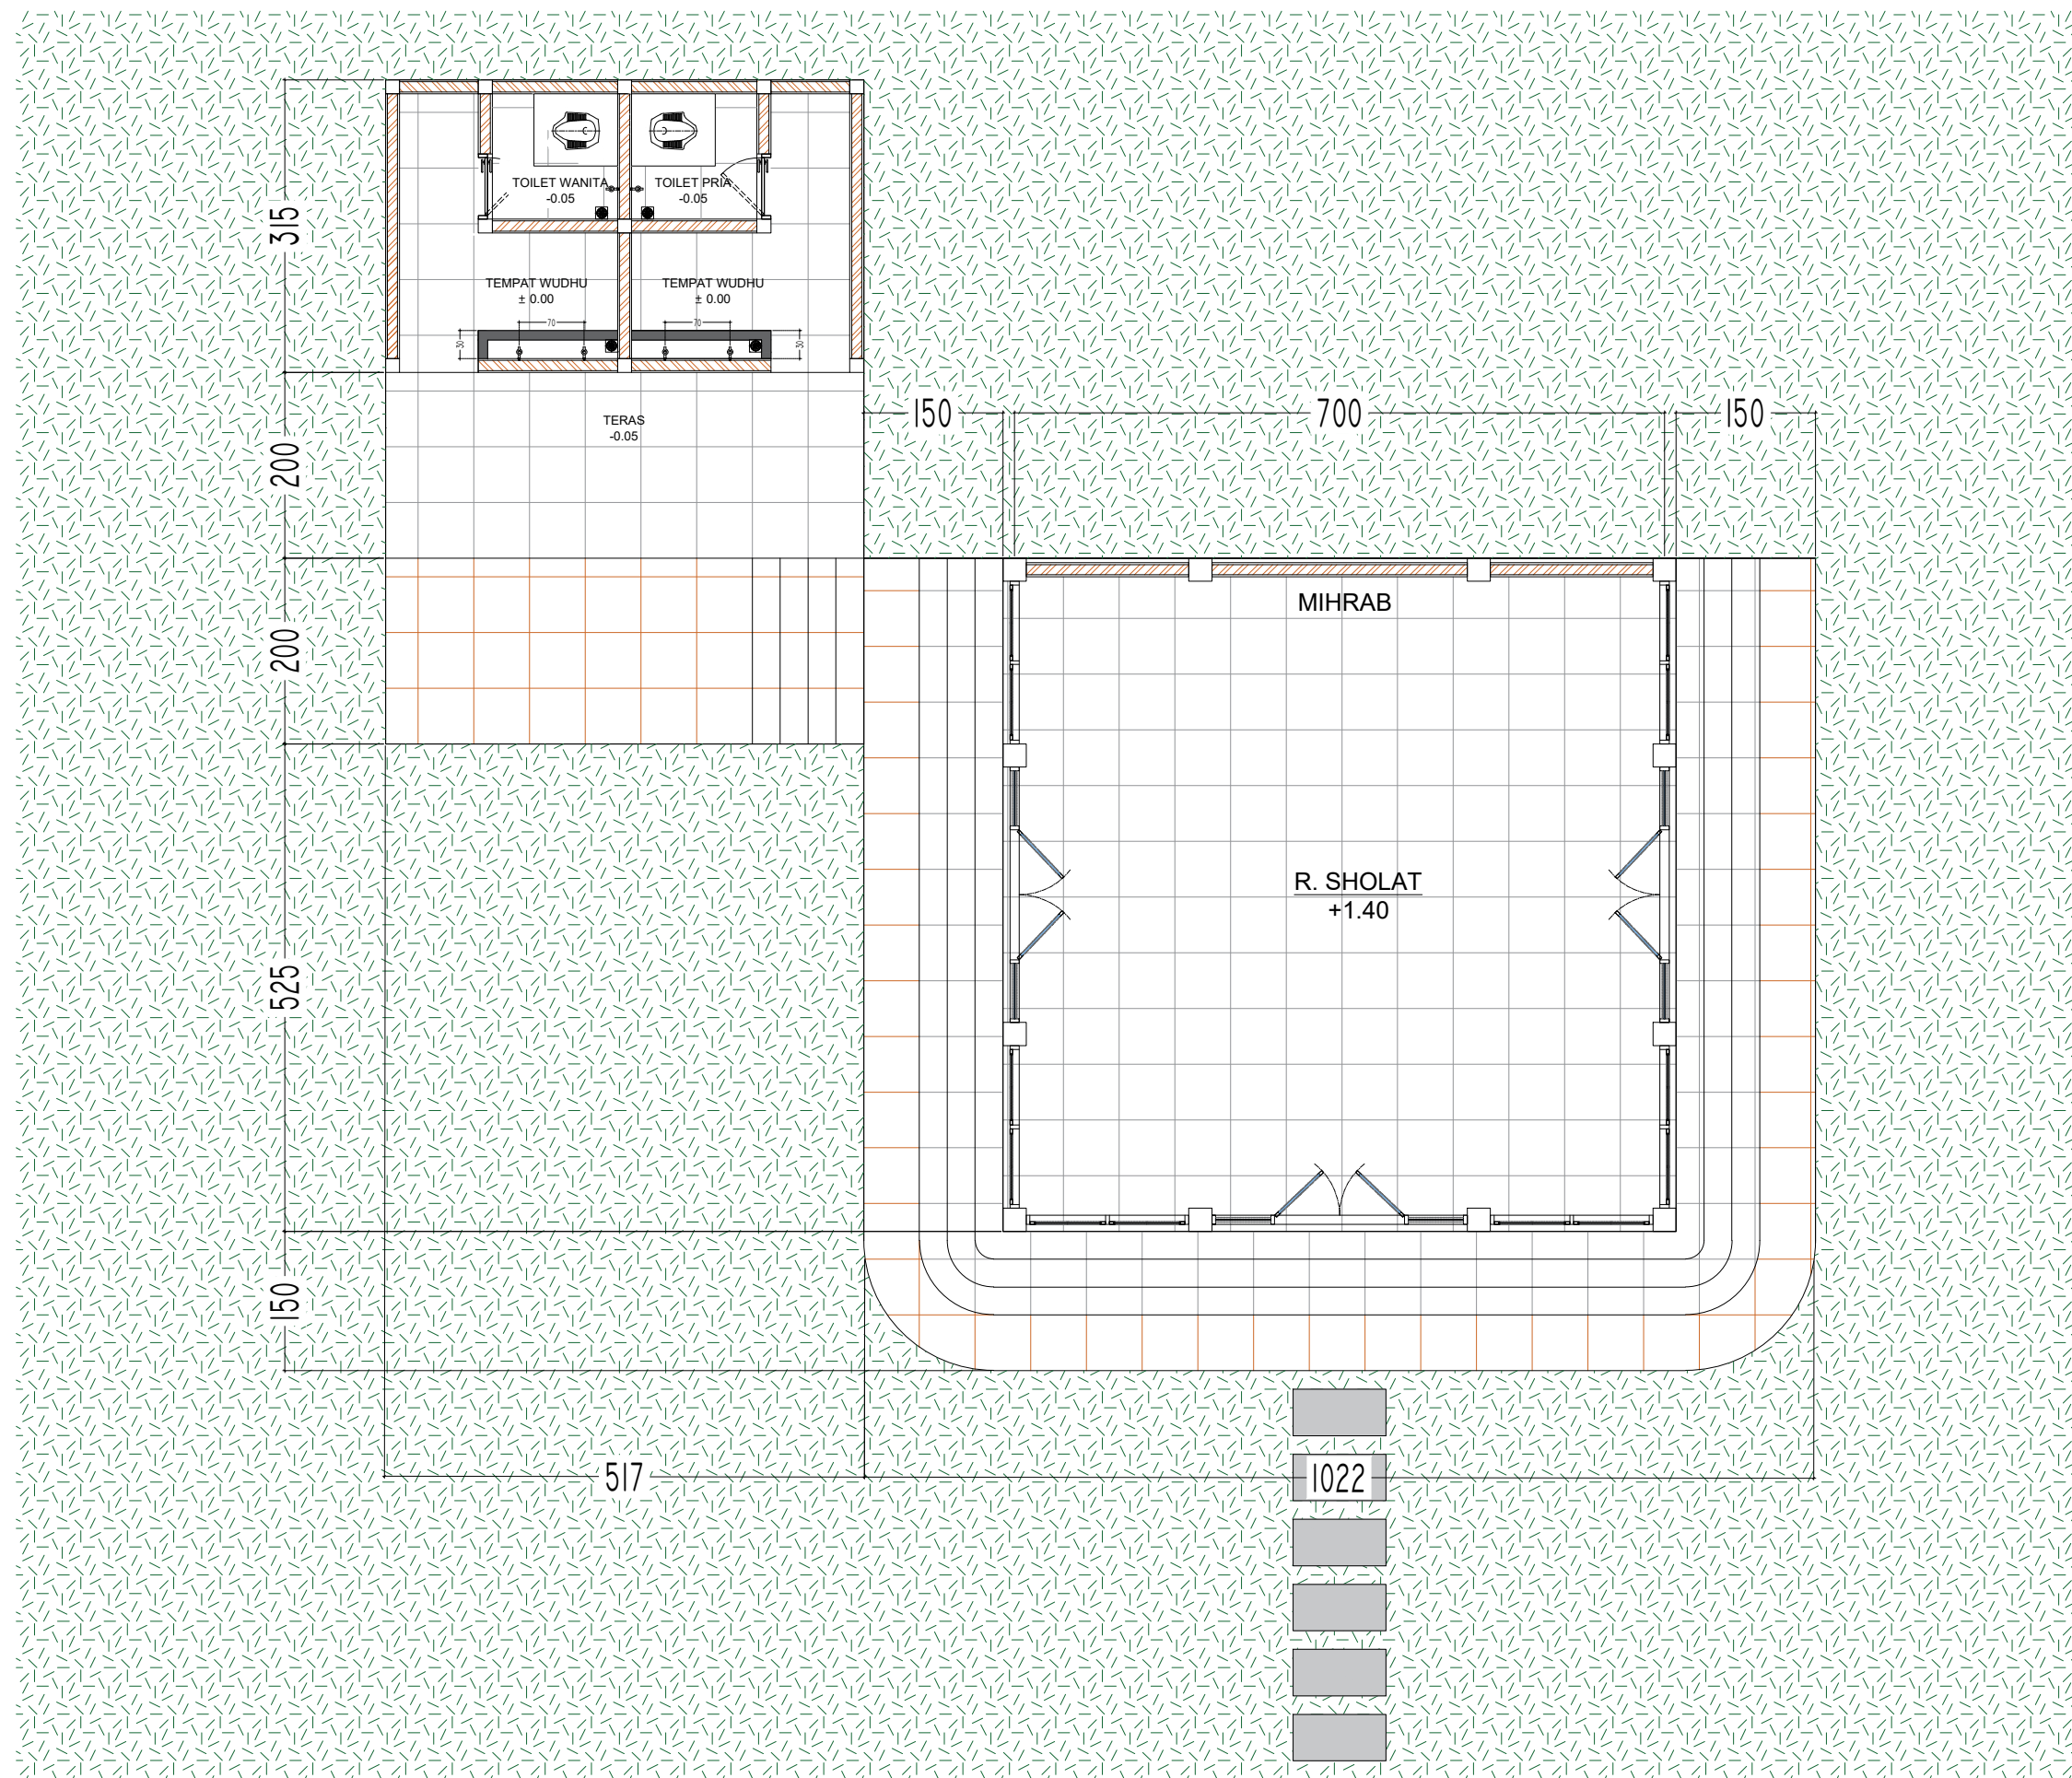 TOILET WANITA
-0.05
TOILET PRIA
-0.05
315
TEMPAT WUDHU
± 0.00
TEMPAT WUDHU
± 0.00
70
70
30
30
TERAS
-0.05
150
700
150
200
MIHRAB
200
R. SHOLAT
+1.40
525
150
517
1022